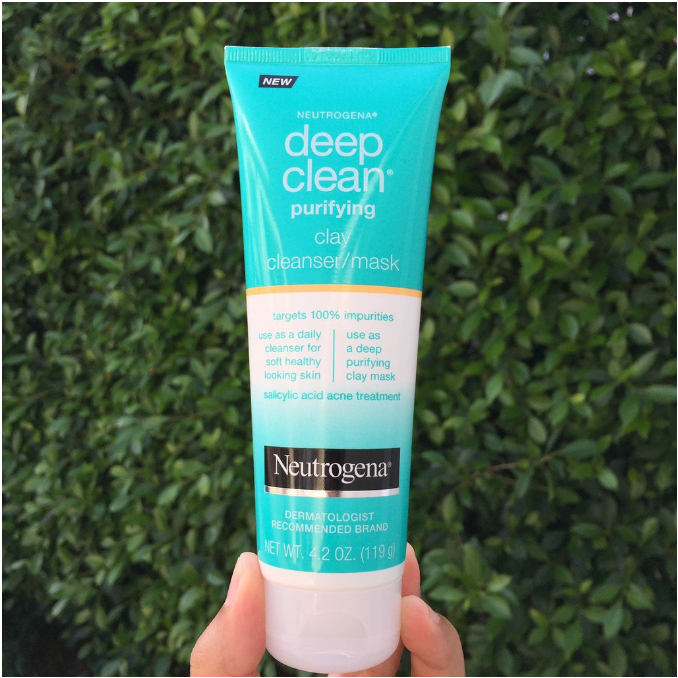 NEW
NEUTROGENA®
deep
clean®
purifying
clay
cleanser/mask
targets 100% impurities
use as a daily
cleanser for
soft healthy
looking skin
use as
a deep
purifying
clay mask
salicylic acid acne treatment
Neutrogena®
DERMATOLOGIST
RECOMMENDED BRAND
NET WT. 4.2 OZ. (119 g)